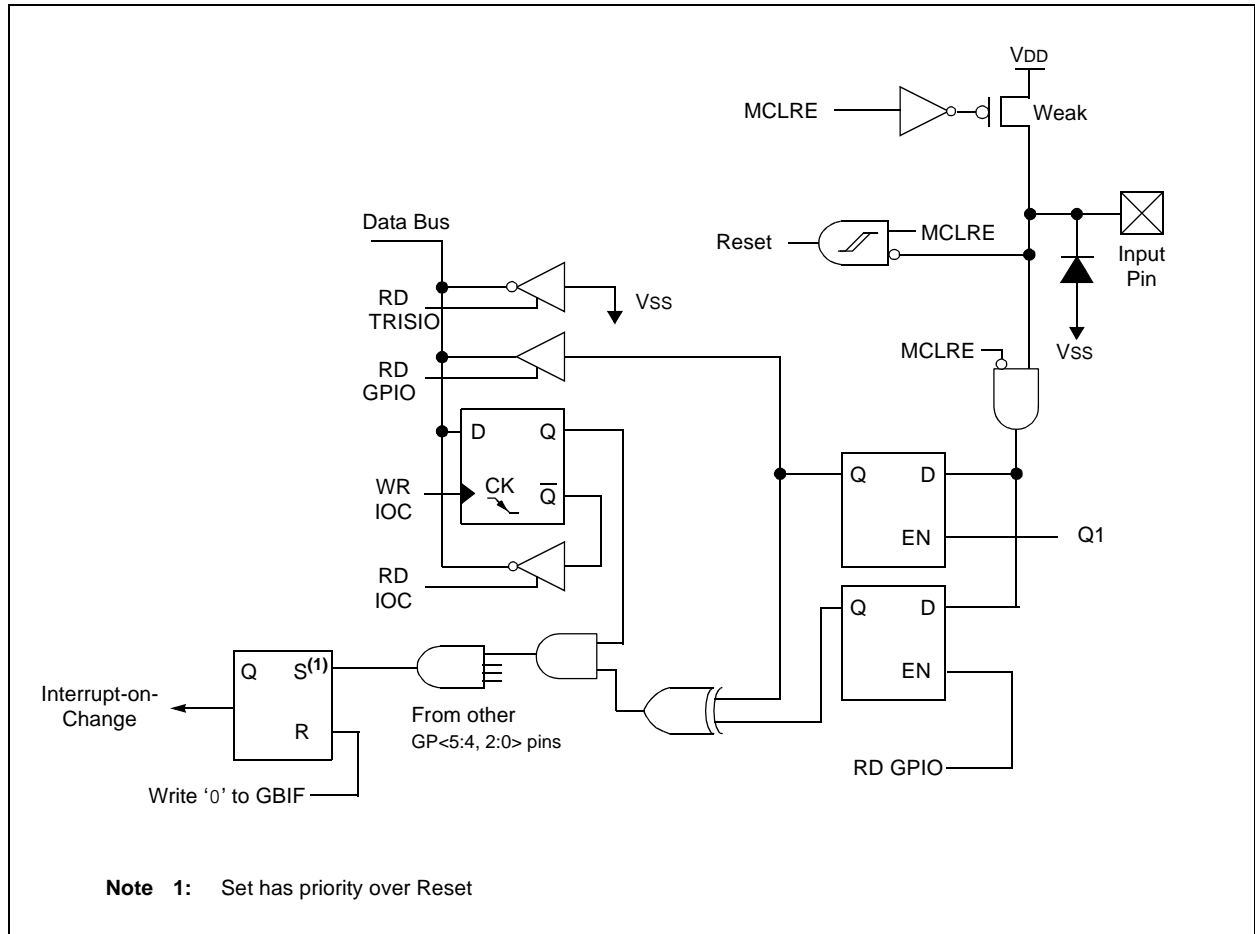 VDD
MCLRE
Weak
Data Bus
Reset
MCLRE
Input
Pin
RD
TRISIO
VSS
VSS
RD
GPIO
MCLRE
D
Q
CK
Q̅
WR
IOC
Q
D
EN
Q1
RD
IOC
Q
D
EN
Q
S(1)
R
Interrupt-on-
Change
From other
GP<5:4, 2:0> pins
RD GPIO
Write ‘0’ to GBIF
Note 1: Set has priority over Reset